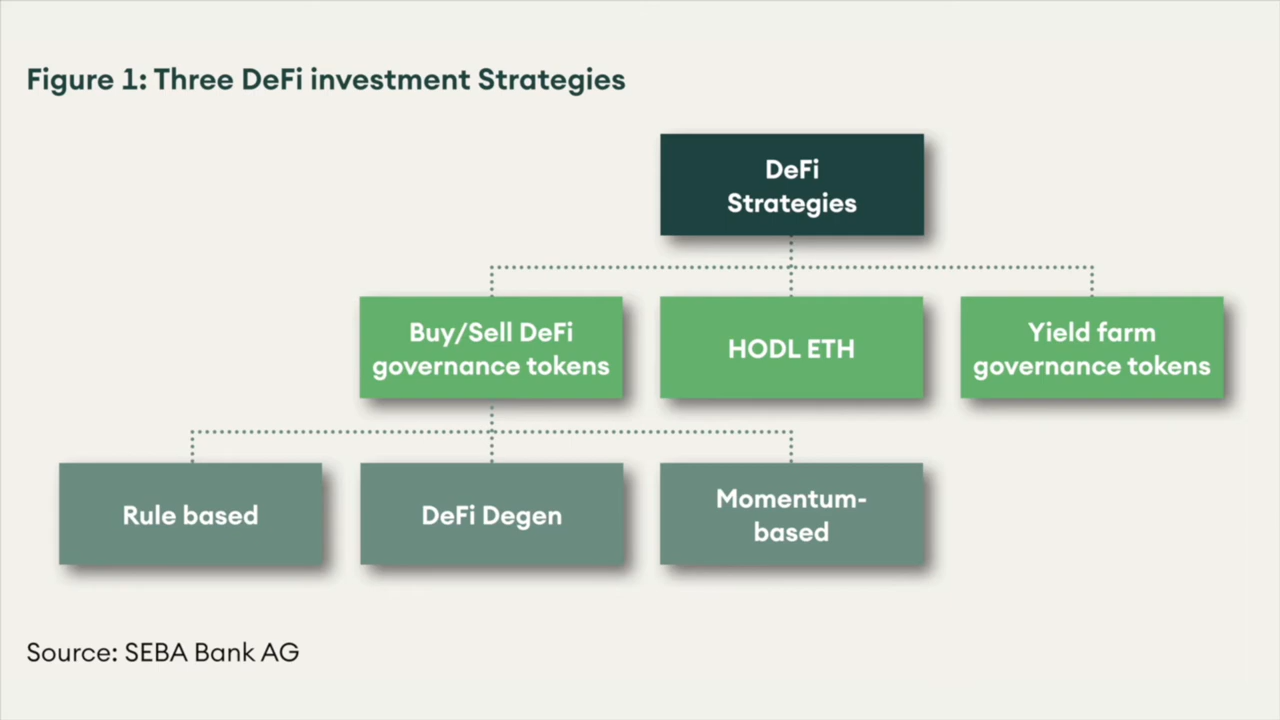 Figure 1: Three DeFi investment Strategies
DeFi
Strategies
Buy/Sell DeFi
governance tokens
HODL ETH
Yield farm
governance tokens
Rule based
DeFi Degen
Momentum-
based
Source: SEBA Bank AG